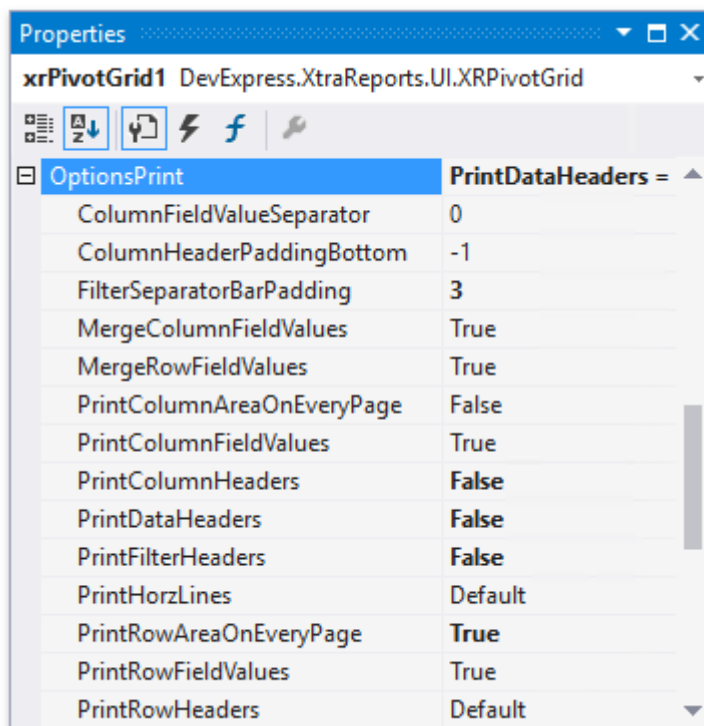 Properties
xrPivotGrid1 DevExpress.XtraReports.UI.XRPivotGrid
OptionsPrint PrintDataHeaders =
ColumnFieldValueSeparator 0
ColumnHeaderPaddingBottom -1
FilterSeparatorBarPadding 3
MergeColumnFieldValues True
MergeRowFieldValues True
PrintColumnAreaOnEveryPage False
PrintColumnFieldValues True
PrintColumnHeaders False
PrintDataHeaders False
PrintFilterHeaders False
PrintHorzLines Default
PrintRowAreaOnEveryPage True
PrintRowFieldValues True
PrintRowHeaders Default